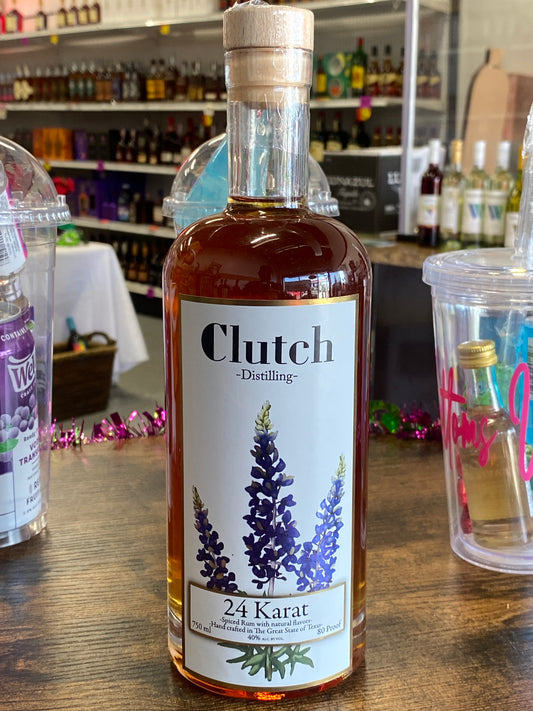 Clutch
-Distilling-
24 Karat
-Spiced Rum with natural flavors-
750 ml -Hand crafted in The Great State of Texas- 80 Proof
40% ALC BY VOL.